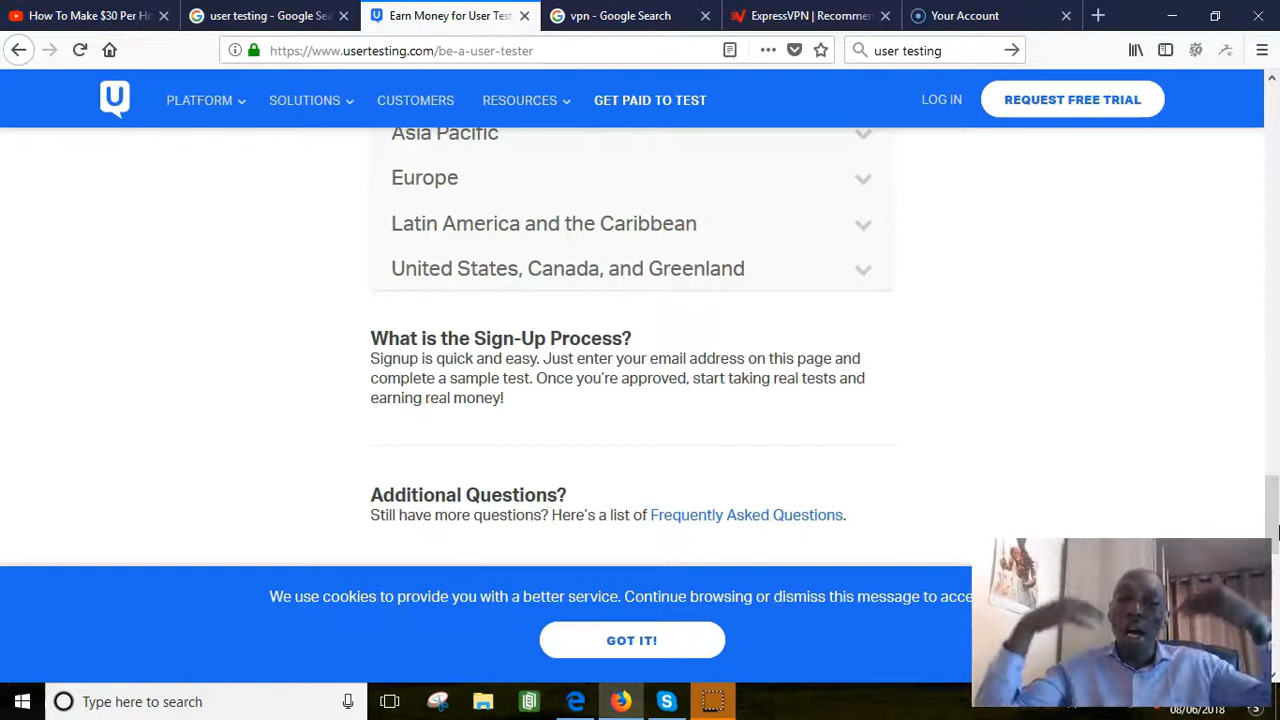 How To Make $30 Per Ho
user testing - Google Sea
Earn Money for User Test
vpn - Google Search
ExpressVPN | Recommen
Your Account
https://www.usertesting.com/be-a-user-tester
user testing
U
PLATFORM
SOLUTIONS
CUSTOMERS
RESOURCES
GET PAID TO TEST
LOG IN
REQUEST FREE TRIAL
Asia Pacific
Europe
Latin America and the Caribbean
United States, Canada, and Greenland
What is the Sign-Up Process?
Signup is quick and easy. Just enter your email address on this page and
complete a sample test. Once you're approved, start taking real tests and
earning real money!
Additional Questions?
Still have more questions? Here's a list of Frequently Asked Questions.
We use cookies to provide you with a better service. Continue browsing or dismiss this message to acce
GOT IT!
Type here to search
08/06/2018